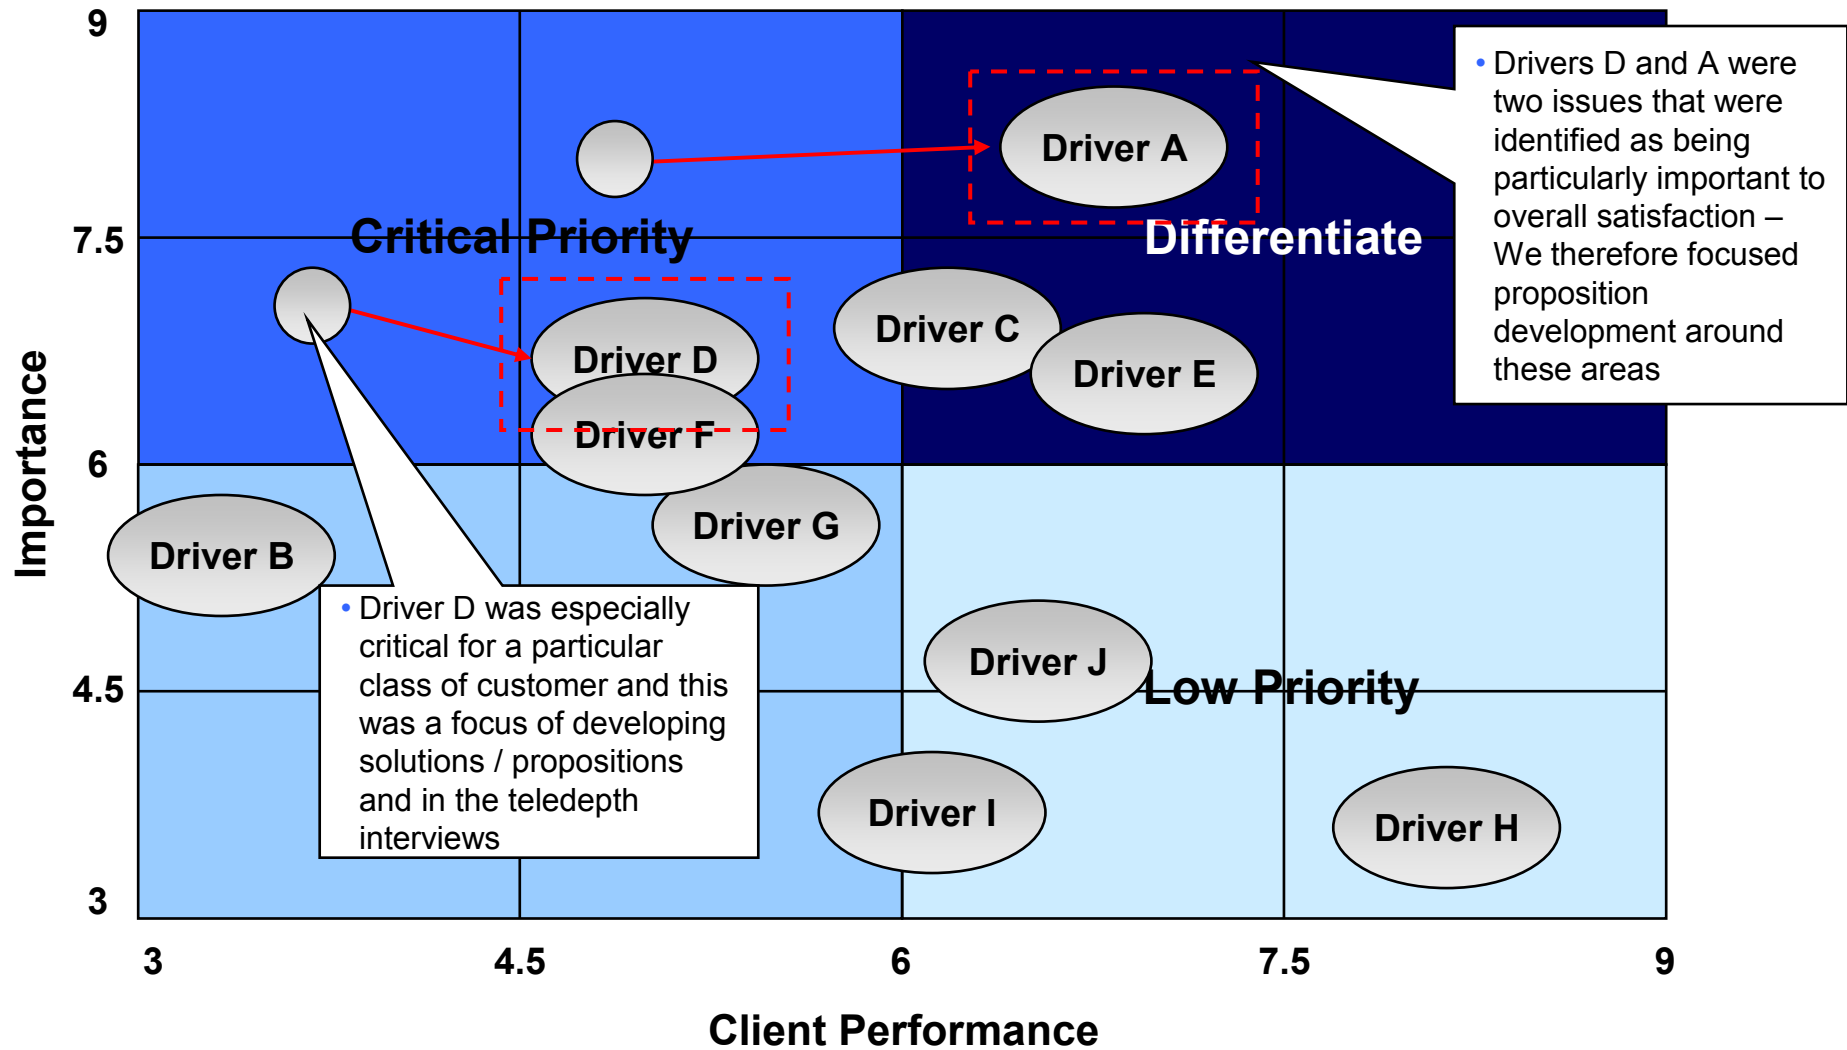 9
• Drivers D and A were
two issues that were
identified as being
particularly important to
overall satisfaction –
We therefore focused
proposition
development around
these areas
Driver A
7.5
Critical Priority
Differentiate
Driver C
Driver D
Driver E
Driver F
6
Importance
Driver G
Driver B
• Driver D was especially
critical for a particular
class of customer and this
was a focus of developing
solutions / propositions
and in the teledepth
interviews
Driver J
4.5
Low Priority
Driver I
Driver H
3
3
4.5
6
7.5
9
Client Performance